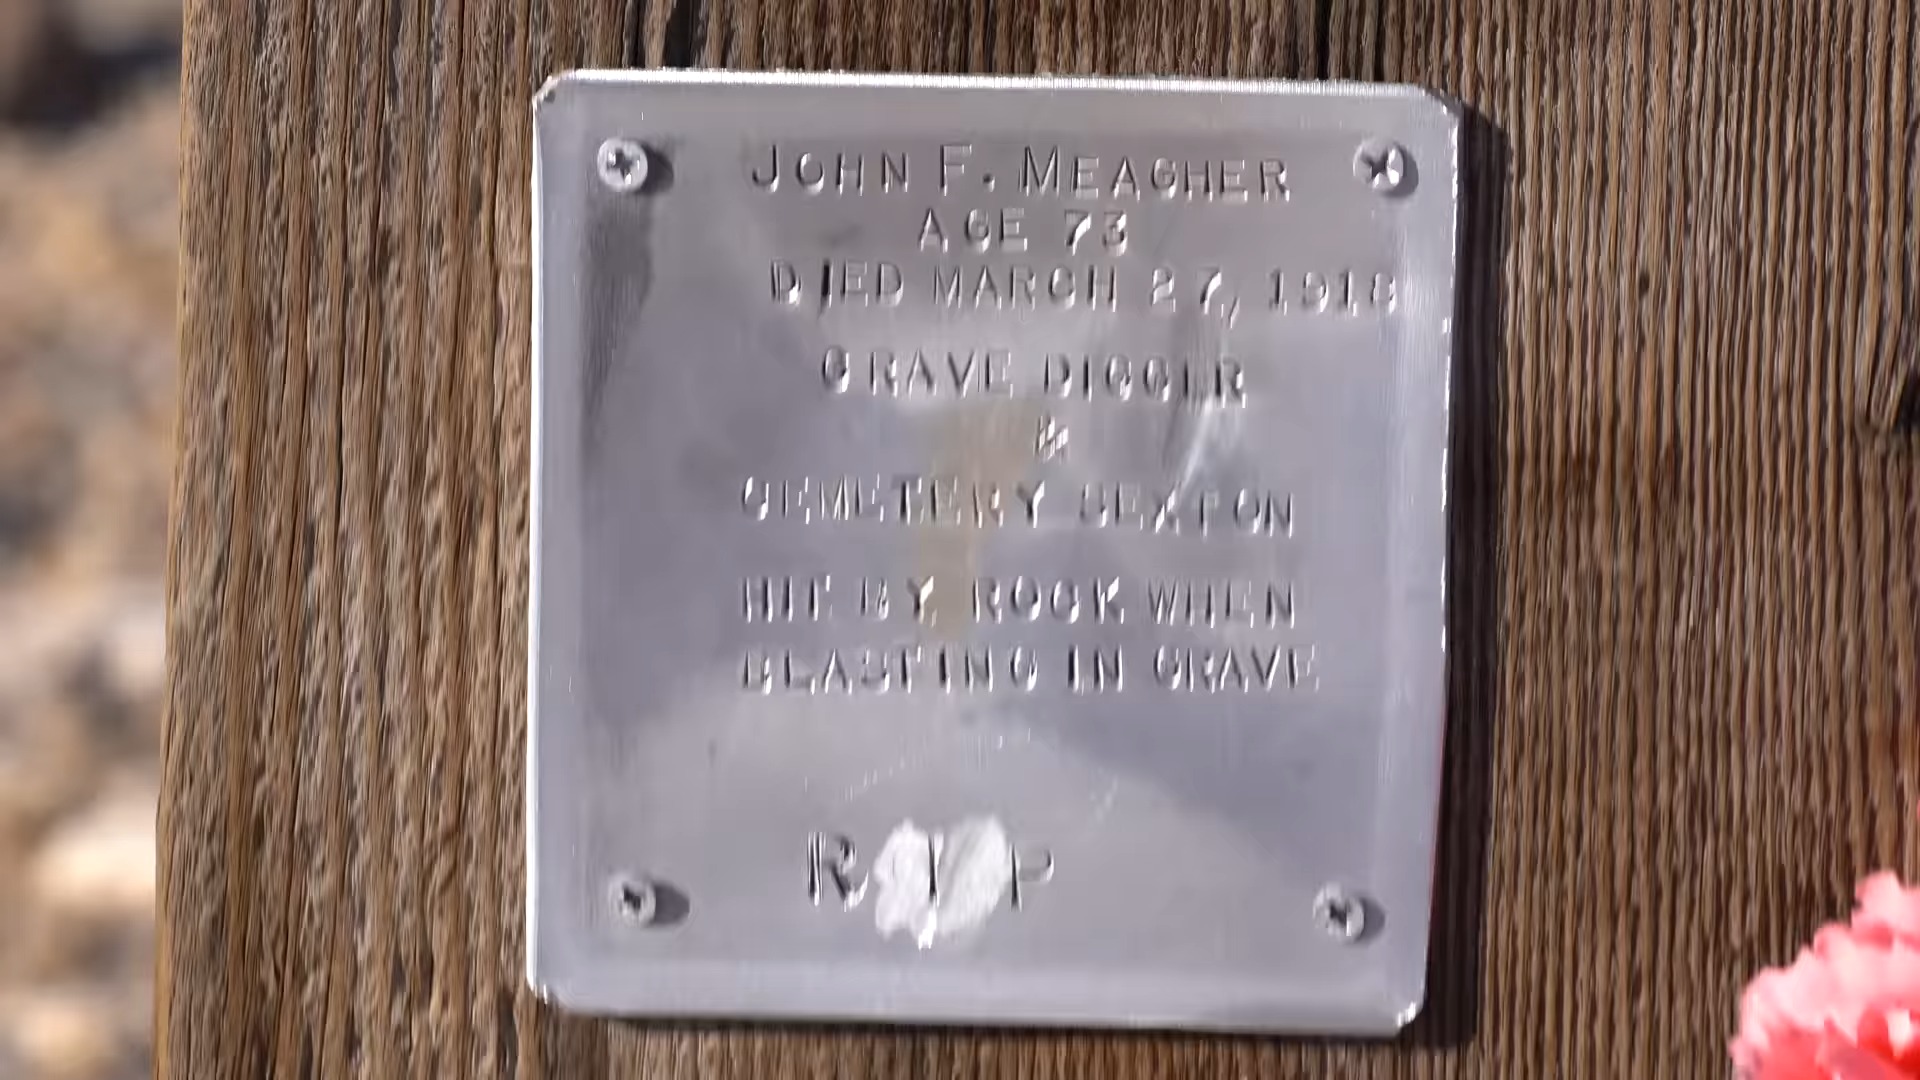 JOHN F. MEAGHER
AGE 73
DIED MARCH 27, 1918
GRAVE DIGGER
&
CEMETERY SEXTON
HIT BY ROCK WHEN
BLASTING IN GRAVE
R I P